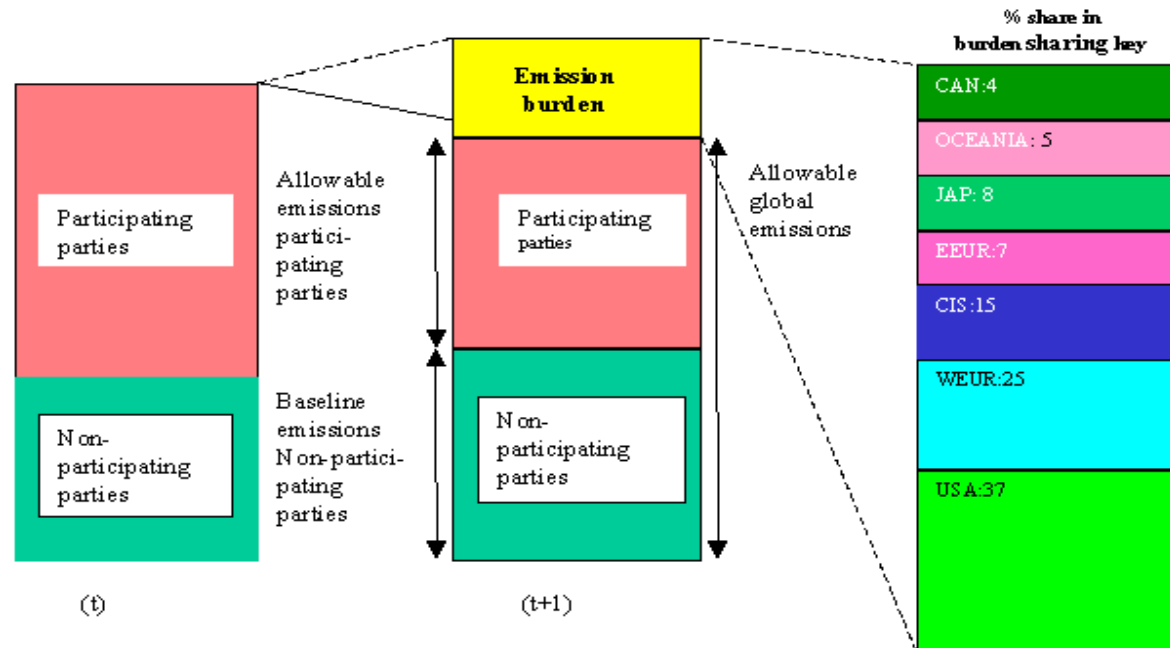 % share in
burden sharing key
Emission
burden
CAN:4
OCEANIA: 5
JAP: 8
EEUR:7
CIS:15
WEUR:25
USA:37
Participating
parties
Allowable
emissions
partici-
pating
parties
Participating
parties
Allowable
global
emissions
Non-
participating
parties
Baseline
emissions
Non-partici-
pating
parties
Non-
participating
parties
(t)
(t+1)